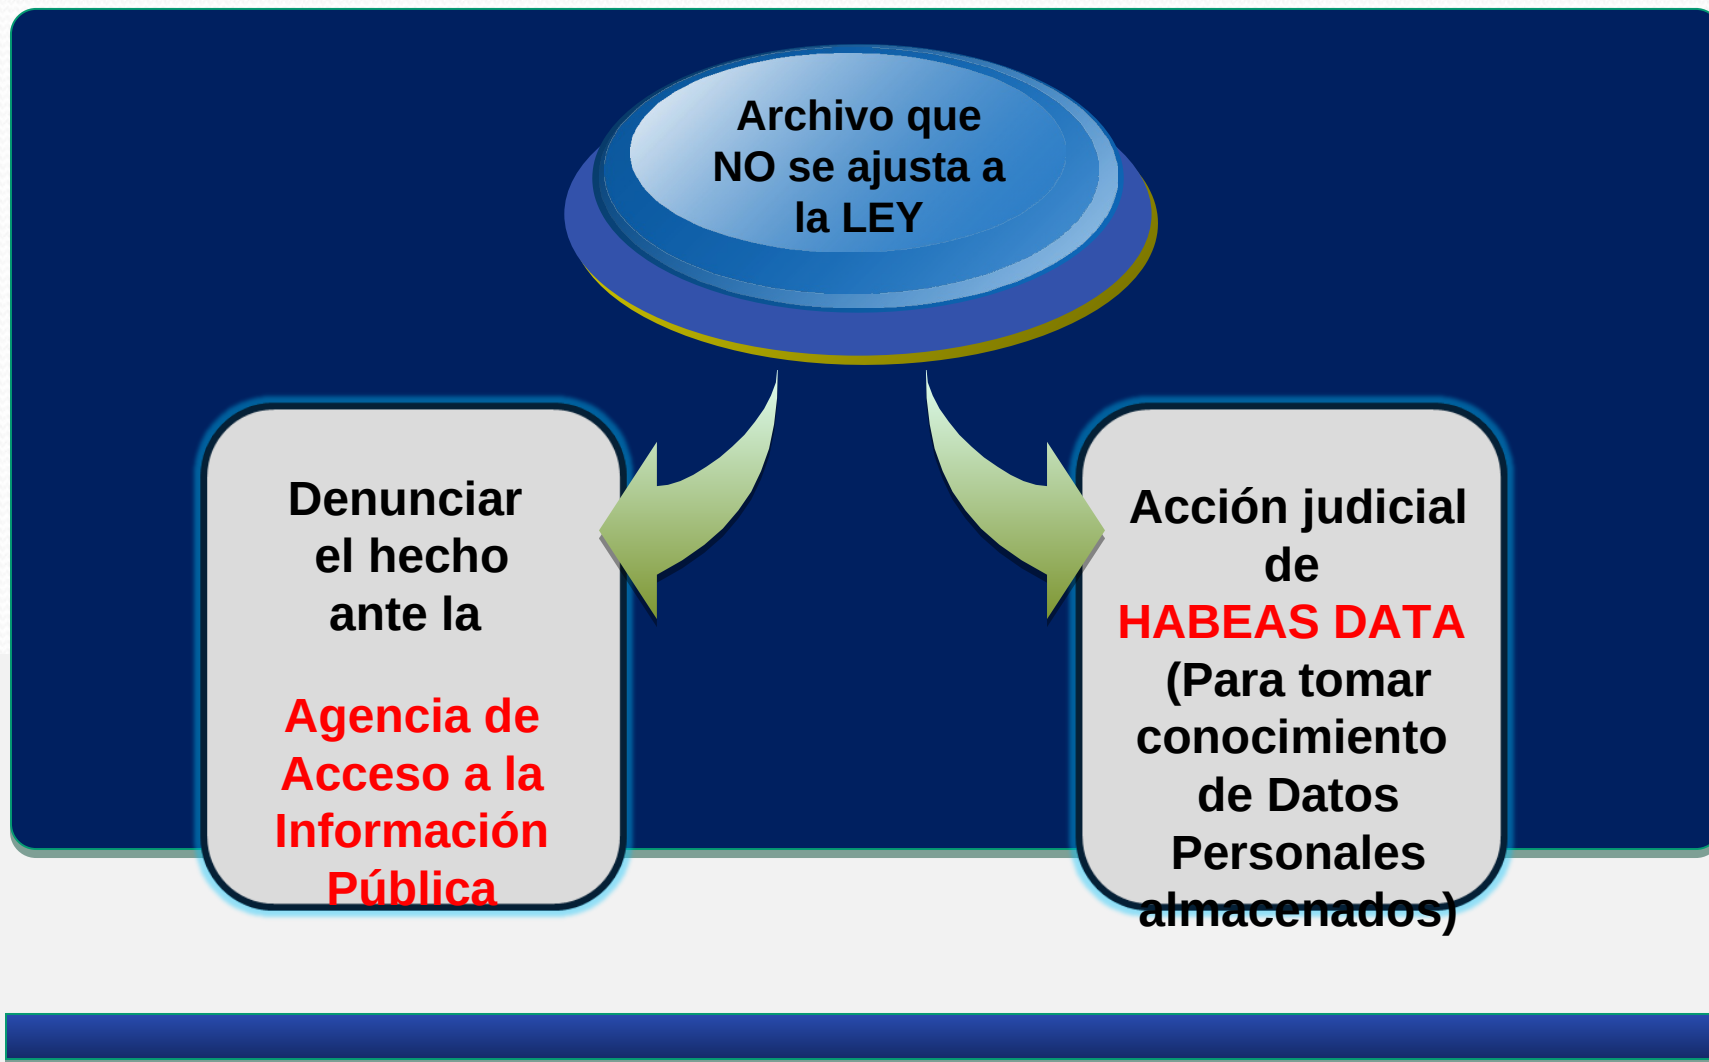 Archivo que
NO se ajusta a
la LEY
Denunciar
el hecho
ante la
Agencia de
Acceso a la
Información
Pública
Acción judicial
de
HABEAS DATA
(Para tomar
conocimiento
de Datos
Personales
almacenados)